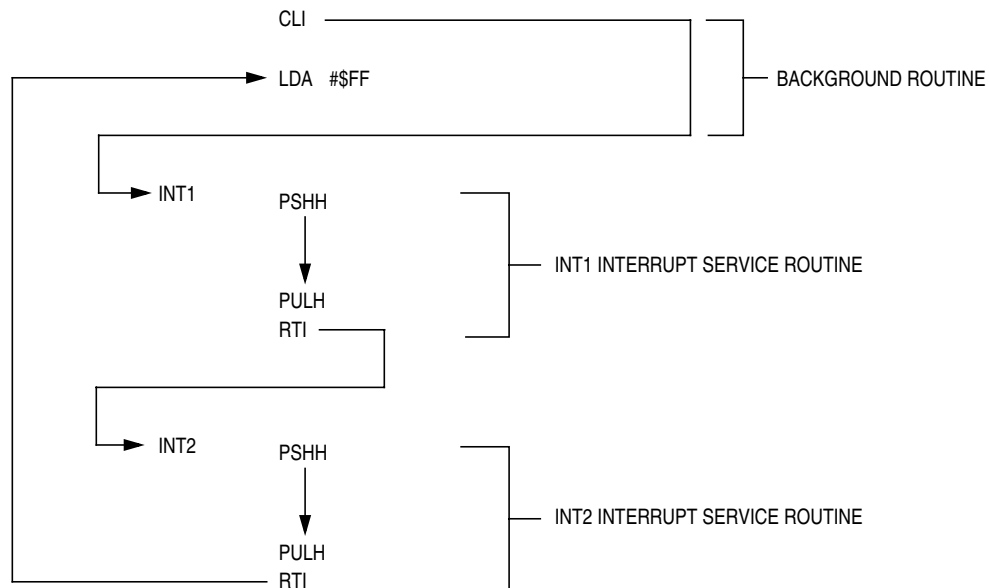 CLI
LDA #$FF
BACKGROUND ROUTINE
INT1
PSHH
INT1 INTERRUPT SERVICE ROUTINE
PULH
RTI
INT2
PSHH
INT2 INTERRUPT SERVICE ROUTINE
PULH
RTI